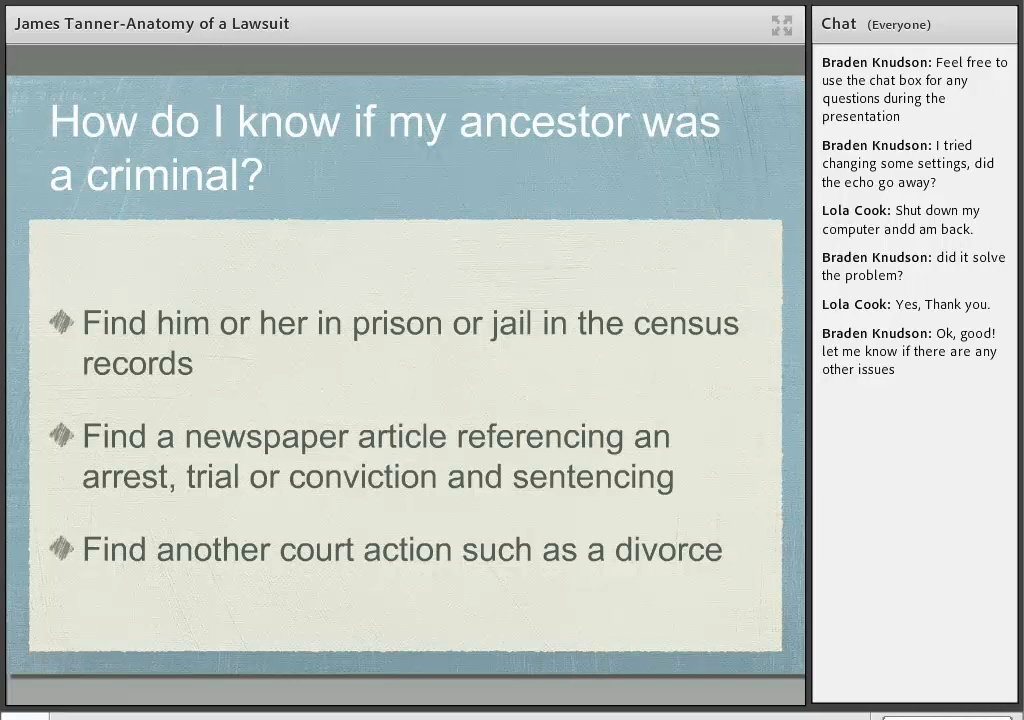 James Tanner-Anatomy of a Lawsuit
How do I know if my ancestor was
a criminal?
Find him or her in prison or jail in the census
records
Find a newspaper article referencing an
arrest, trial or conviction and sentencing
Find another court action such as a divorce
Chat (Everyone)
Braden Knudson: Feel free to
use the chat box for any
questions during the
presentation
Braden Knudson: I tried
changing some settings, did
the echo go away?
Lola Cook: Shut down my
computer andd am back.
Braden Knudson: did it solve
the problem?
Lola Cook: Yes, Thank you.
Braden Knudson: Ok, good!
let me know if there are any
other issues